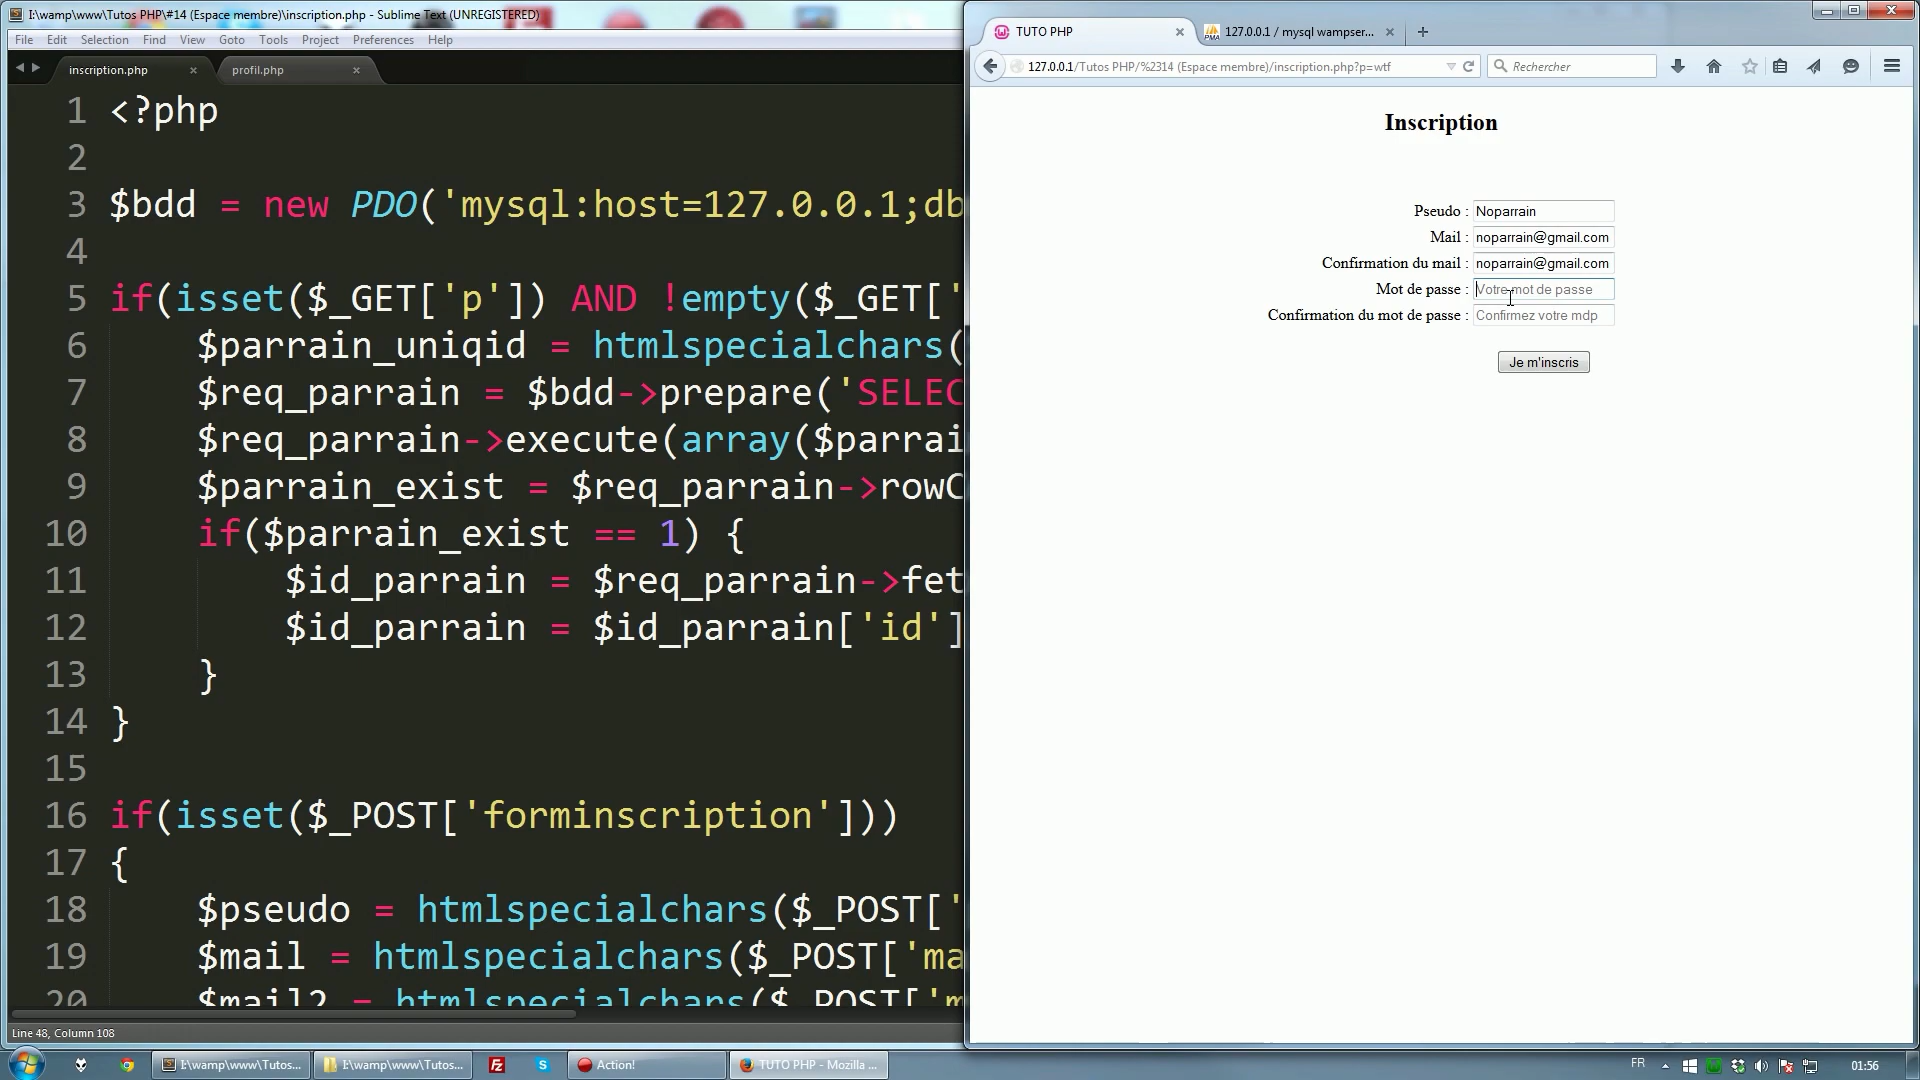 I:\wamp\www\Tutos PHP\#14 (Espace membre)\inscription.php - Sublime Text (UNREGISTERED)
File Edit Selection Find View Goto Tools Project Preferences Help
inscription.php profil.php
1 <?php
2
3 $bdd = new PDO('mysql:host=127.0.0.1;db
4
5 if(isset($_GET['p']) AND !empty($_GET['
6 $parrain_uniqid = htmlspecialchars(
7 $req_parrain = $bdd->prepare('SELEC
8 $req_parrain->execute(array($parrai
9 $parrain_exist = $req_parrain->rowC
10 if($parrain_exist == 1) {
11 $id_parrain = $req_parrain->fet
12 $id_parrain = $id_parrain['id']
13 }
14 }
15
16 if(isset($_POST['forminscription']))
17 {
18 $pseudo = htmlspecialchars($_POST['
19 $mail = htmlspecialchars($_POST['ma
20 $mail2 = htmlspecialchars($_POST['m
Line 48, Column 108
TUTO PHP
127.0.0.1 / mysql wampser...
127.0.0.1/Tutos PHP/%2314 (Espace membre)/inscription.php?p=wtf
Rechercher
Inscription
Pseudo : Noparrain
Mail : noparrain@gmail.com
Confirmation du mail : noparrain@gmail.com
Mot de passe : Votre mot de passe
Confirmation du mot de passe : Confirmez votre mdp
Je m'inscris
I:\wamp\www\Tutos... I:\wamp\www\Tutos... Action! TUTO PHP - Mozilla ... FR 01:56